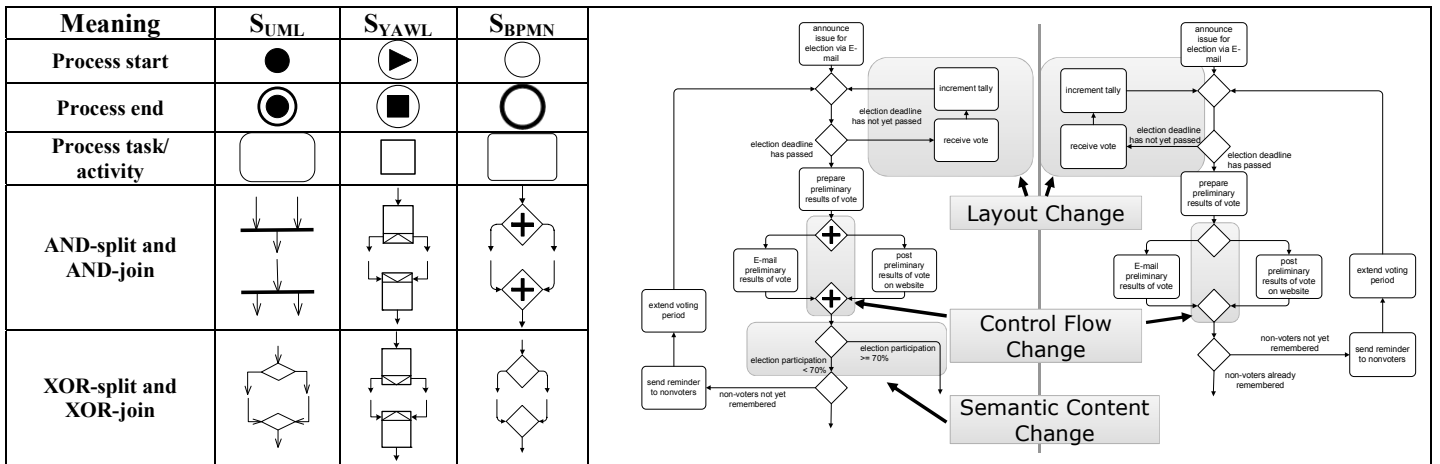 Meaning
SUML
SYAWL
SBPMN
Process start
Process end
Process task/
activity
AND-split and
AND-join
XOR-split and
XOR-join
announce
issue for
election via E-
mail
increment tally
election deadline
has not yet passed
receive vote
election deadline
has passed
prepare
preliminary
results of vote
E-mail
preliminary
results of vote
post
preliminary
results of vote
on website
extend voting
period
election participation
>= 70%
election participation
< 70%
send reminder
to nonvoters
non-voters not yet
remembered
Layout Change
Control Flow
Change
Semantic Content
Change
announce
issue for
election via E-
mail
increment tally
election deadline
has not yet passed
receive vote
election deadline
has passed
prepare
preliminary
results of vote
E-mail
preliminary
results of vote
post
preliminary
results of vote
on website
extend voting
period
non-voters not yet
remembered
send reminder
to nonvoters
non-voters already
remembered